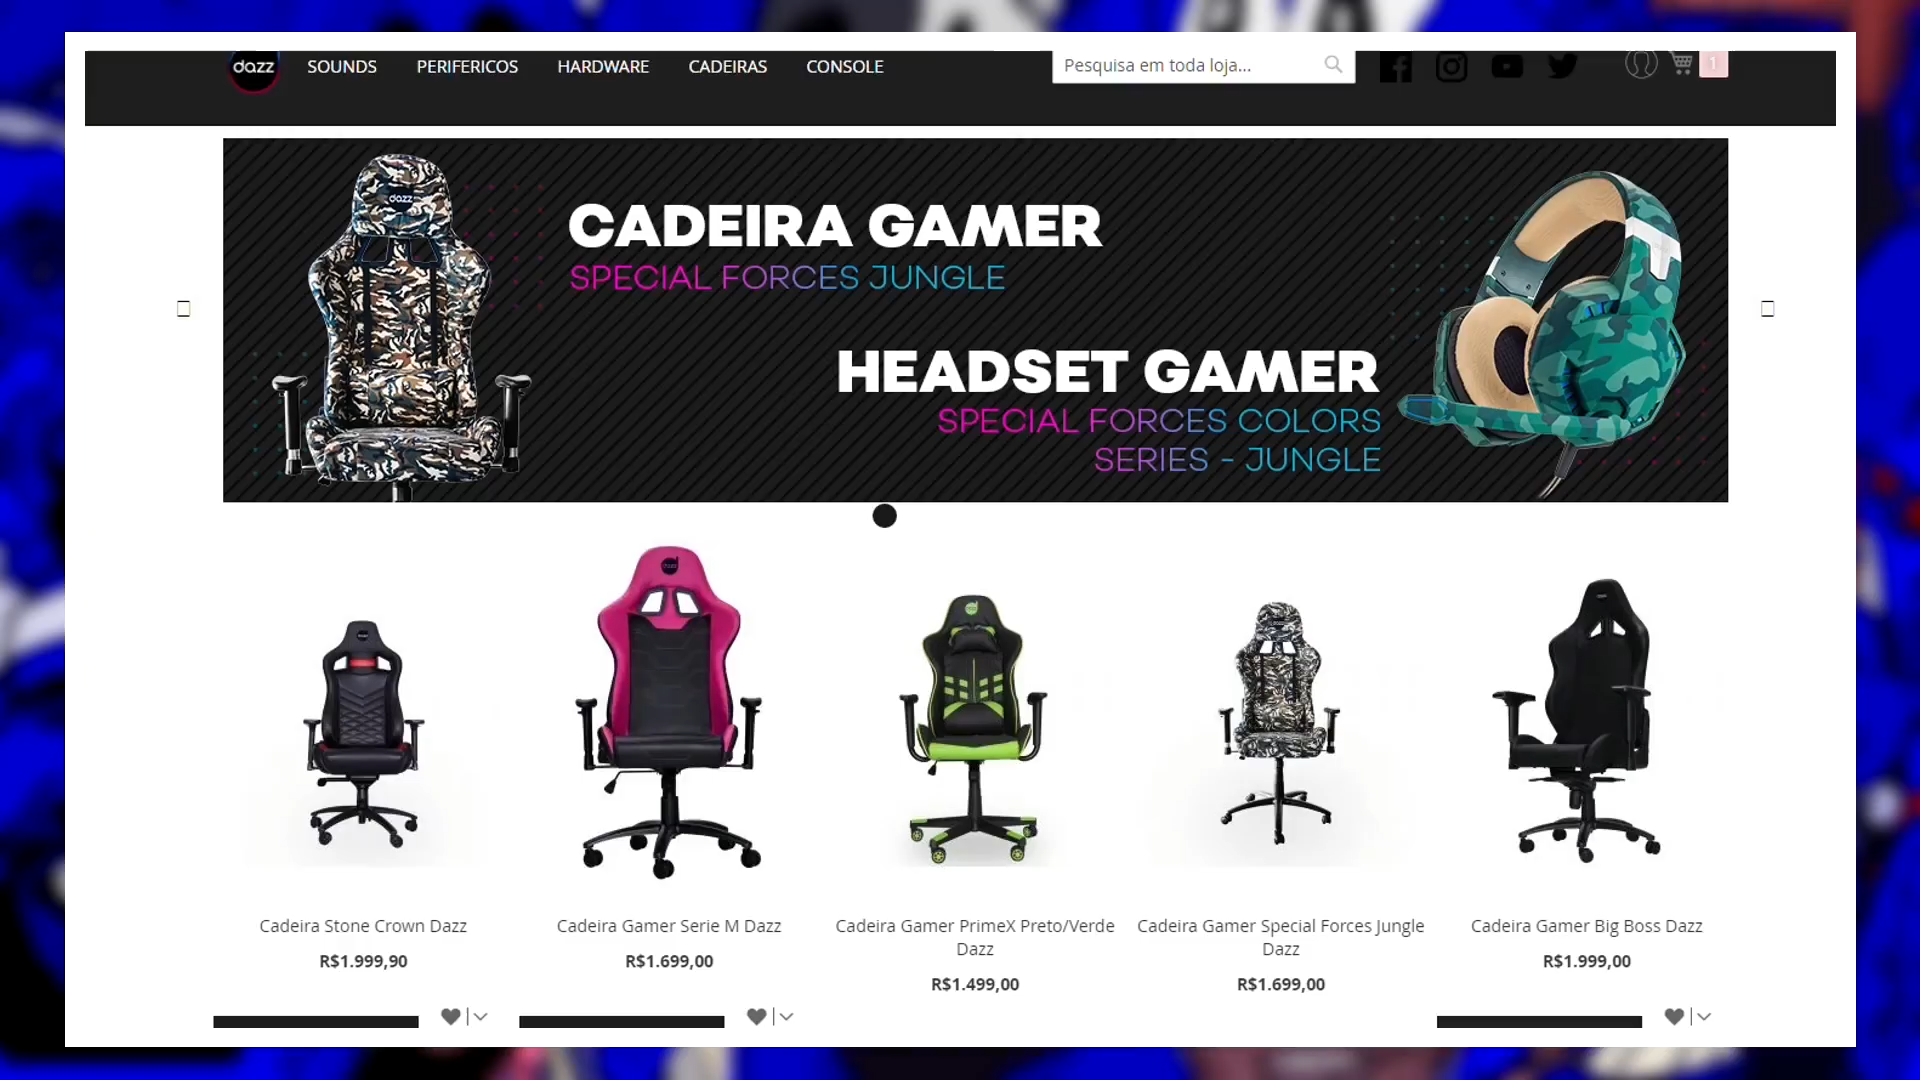 dazz SOUNDS PERIFERICOS HARDWARE CADEIRAS CONSOLE Pesquisa em toda loja... 1
dazz
CADEIRA GAMER
SPECIAL FORCES JUNGLE
HEADSET GAMER
SPECIAL FORCES COLORS
SERIES - JUNGLE
Cadeira Stone Crown Dazz
R$1.999,90
Cadeira Gamer Serie M Dazz
R$1.699,00
Cadeira Gamer PrimeX Preto/Verde
Dazz
R$1.499,00
Cadeira Gamer Special Forces Jungle
Dazz
R$1.699,00
Cadeira Gamer Big Boss Dazz
R$1.999,00